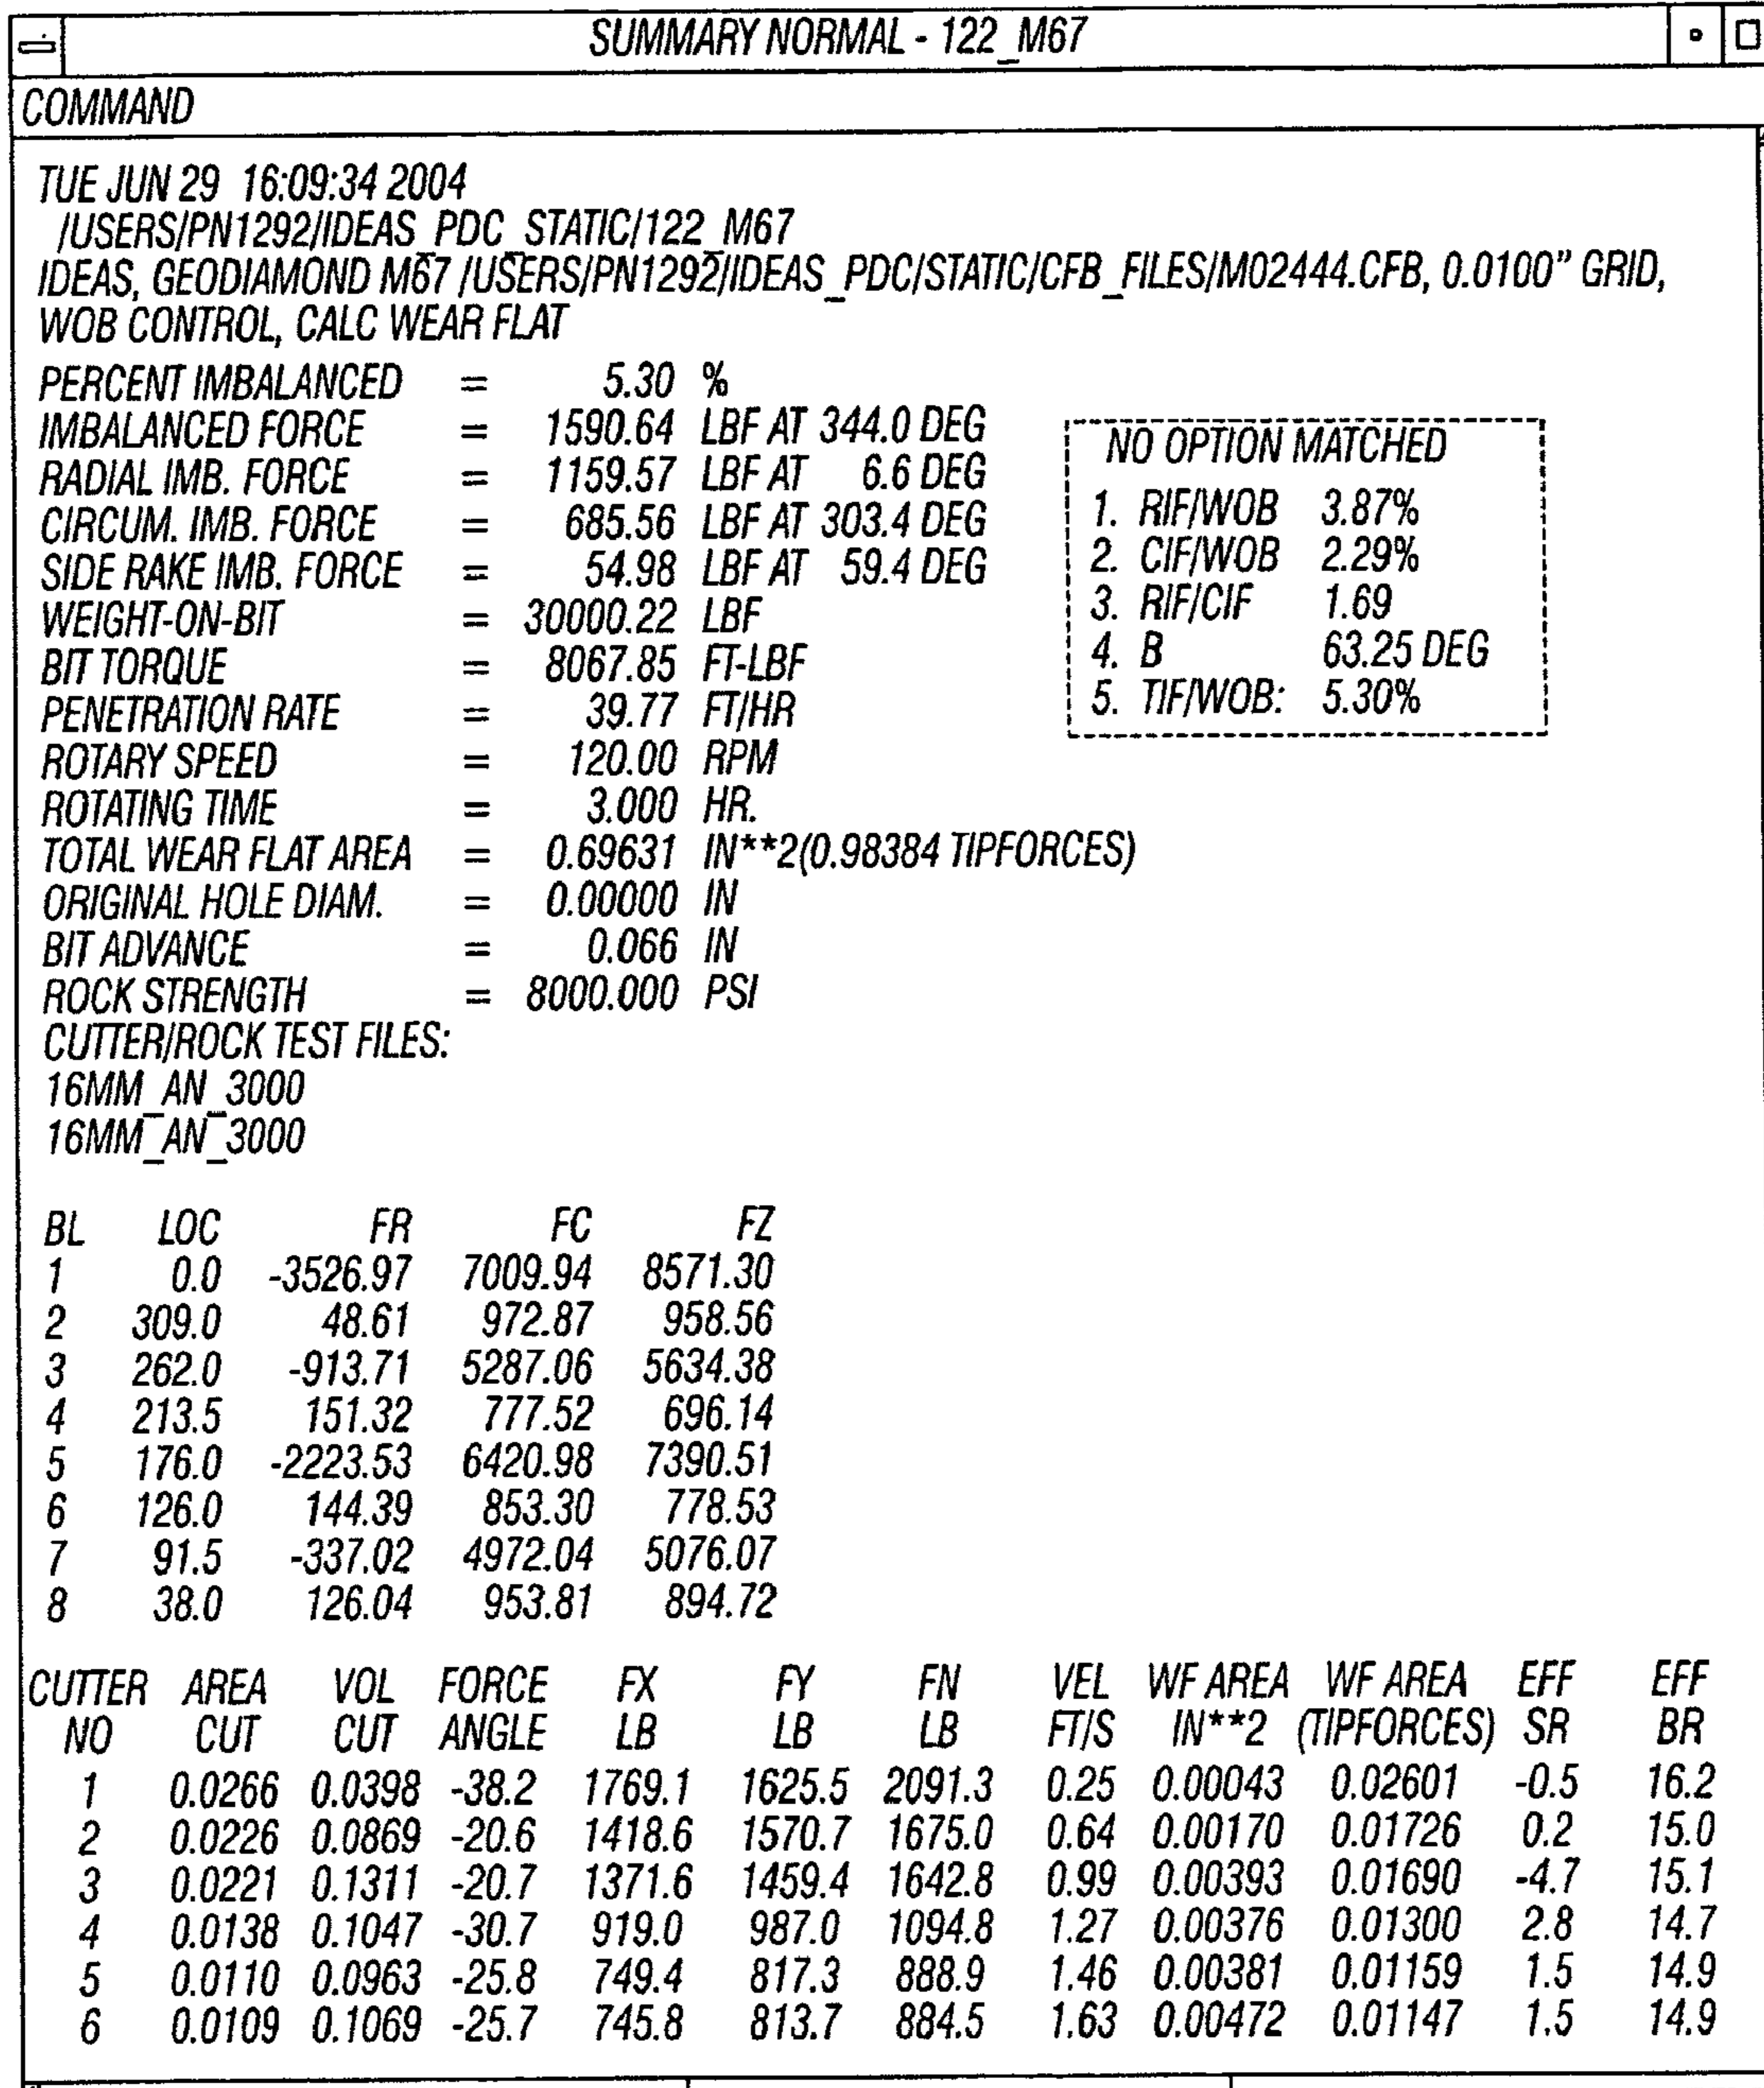 SUMMARY NORMAL - 122_M67
COMMAND
TUE JUN 29 16:09:34 2004
/USERS/PN1292/IDEAS_PDC_STATIC/122_M67
IDEAS, GEODIAMOND M67 /USERS/PN1292/IDEAS_PDC/STATIC/CFB_FILES/M02444.CFB, 0.0100" GRID,
WOB CONTROL, CALC WEAR FLAT
PERCENT IMBALANCED = 5.30 %
IMBALANCED FORCE = 1590.64 LBF AT 344.0 DEG
RADIAL IMB. FORCE = 1159.57 LBF AT 6.6 DEG
CIRCUM. IMB. FORCE = 685.56 LBF AT 303.4 DEG
SIDE RAKE IMB. FORCE = 54.98 LBF AT 59.4 DEG
WEIGHT-ON-BIT = 30000.22 LBF
BIT TORQUE = 8067.85 FT-LBF
PENETRATION RATE = 39.77 FT/HR
ROTARY SPEED = 120.00 RPM
ROTATING TIME = 3.000 HR.
TOTAL WEAR FLAT AREA = 0.69631 IN**2(0.98384 TIPFORCES)
ORIGINAL HOLE DIAM. = 0.00000 IN
BIT ADVANCE = 0.066 IN
ROCK STRENGTH = 8000.000 PSI
CUTTER/ROCK TEST FILES:
16MM_AN_3000
16MM_AN_3000
NO OPTION MATCHED
1. RIF/WOB 3.87%
2. CIF/WOB 2.29%
3. RIF/CIF 1.69
4. B 63.25 DEG
5. TIF/WOB: 5.30%
BL LOC FR FC FZ
1 0.0 -3526.97 7009.94 8571.30
2 309.0 48.61 972.87 958.56
3 262.0 -913.71 5287.06 5634.38
4 213.5 151.32 777.52 696.14
5 176.0 -2223.53 6420.98 7390.51
6 126.0 144.39 853.30 778.53
7 91.5 -337.02 4972.04 5076.07
8 38.0 126.04 953.81 894.72
CUTTER AREA VOL FORCE FX FY FN VEL WF AREA WF AREA EFF EFF
NO CUT CUT ANGLE LB LB LB FT/S IN**2 (TIPFORCES) SR BR
1 0.0266 0.0398 -38.2 1769.1 1625.5 2091.3 0.25 0.00043 0.02601 -0.5 16.2
2 0.0226 0.0869 -20.6 1418.6 1570.7 1675.0 0.64 0.00170 0.01726 0.2 15.0
3 0.0221 0.1311 -20.7 1371.6 1459.4 1642.8 0.99 0.00393 0.01690 -4.7 15.1
4 0.0138 0.1047 -30.7 919.0 987.0 1094.8 1.27 0.00376 0.01300 2.8 14.7
5 0.0110 0.0963 -25.8 749.4 817.3 888.9 1.46 0.00381 0.01159 1.5 14.9
6 0.0109 0.1069 -25.7 745.8 813.7 884.5 1.63 0.00472 0.01147 1.5 14.9